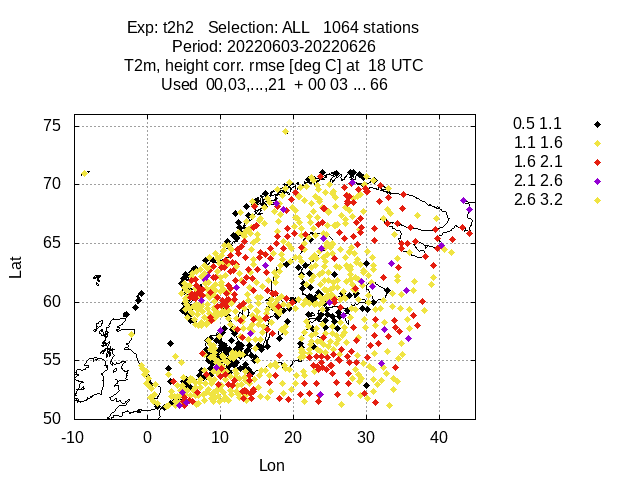 Exp: t2h2   Selection: ALL   1064 stations
Period: 20220603-20220626
T2m, height corr. rmse [deg C] at  18 UTC
Used  00,03,...,21  + 00 03 ... 66
0.5 1.1
1.1 1.6
1.6 2.1
2.1 2.6
2.6 3.2
75
70
65
60
55
50
Lat
-10 0 10 20 30 40
Lon